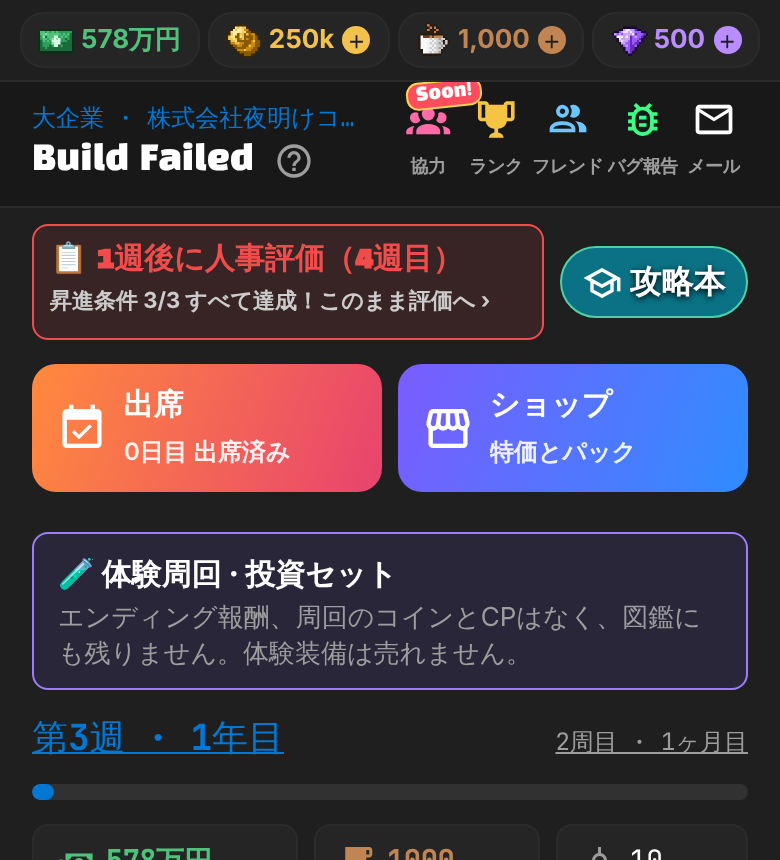 578万円 250k 1,000 500
大企業 ・ 株式会社夜明けコ…
Build Failed
Soon!
協力 ランク フレンド バグ報告 メール
📋 1週後に人事評価（4週目）
昇進条件 3/3 すべて達成！このまま評価へ ›
攻略本
出席
0日目 出席済み
ショップ
特価とパック
🧪 体験周回・投資セット
エンディング報酬、周回のコインとCPはなく、図鑑に
も残りません。体験装備は売れません。
第3週 ・ 1年目
2周目 ・ 1ヶ月目
578万円 1000 10